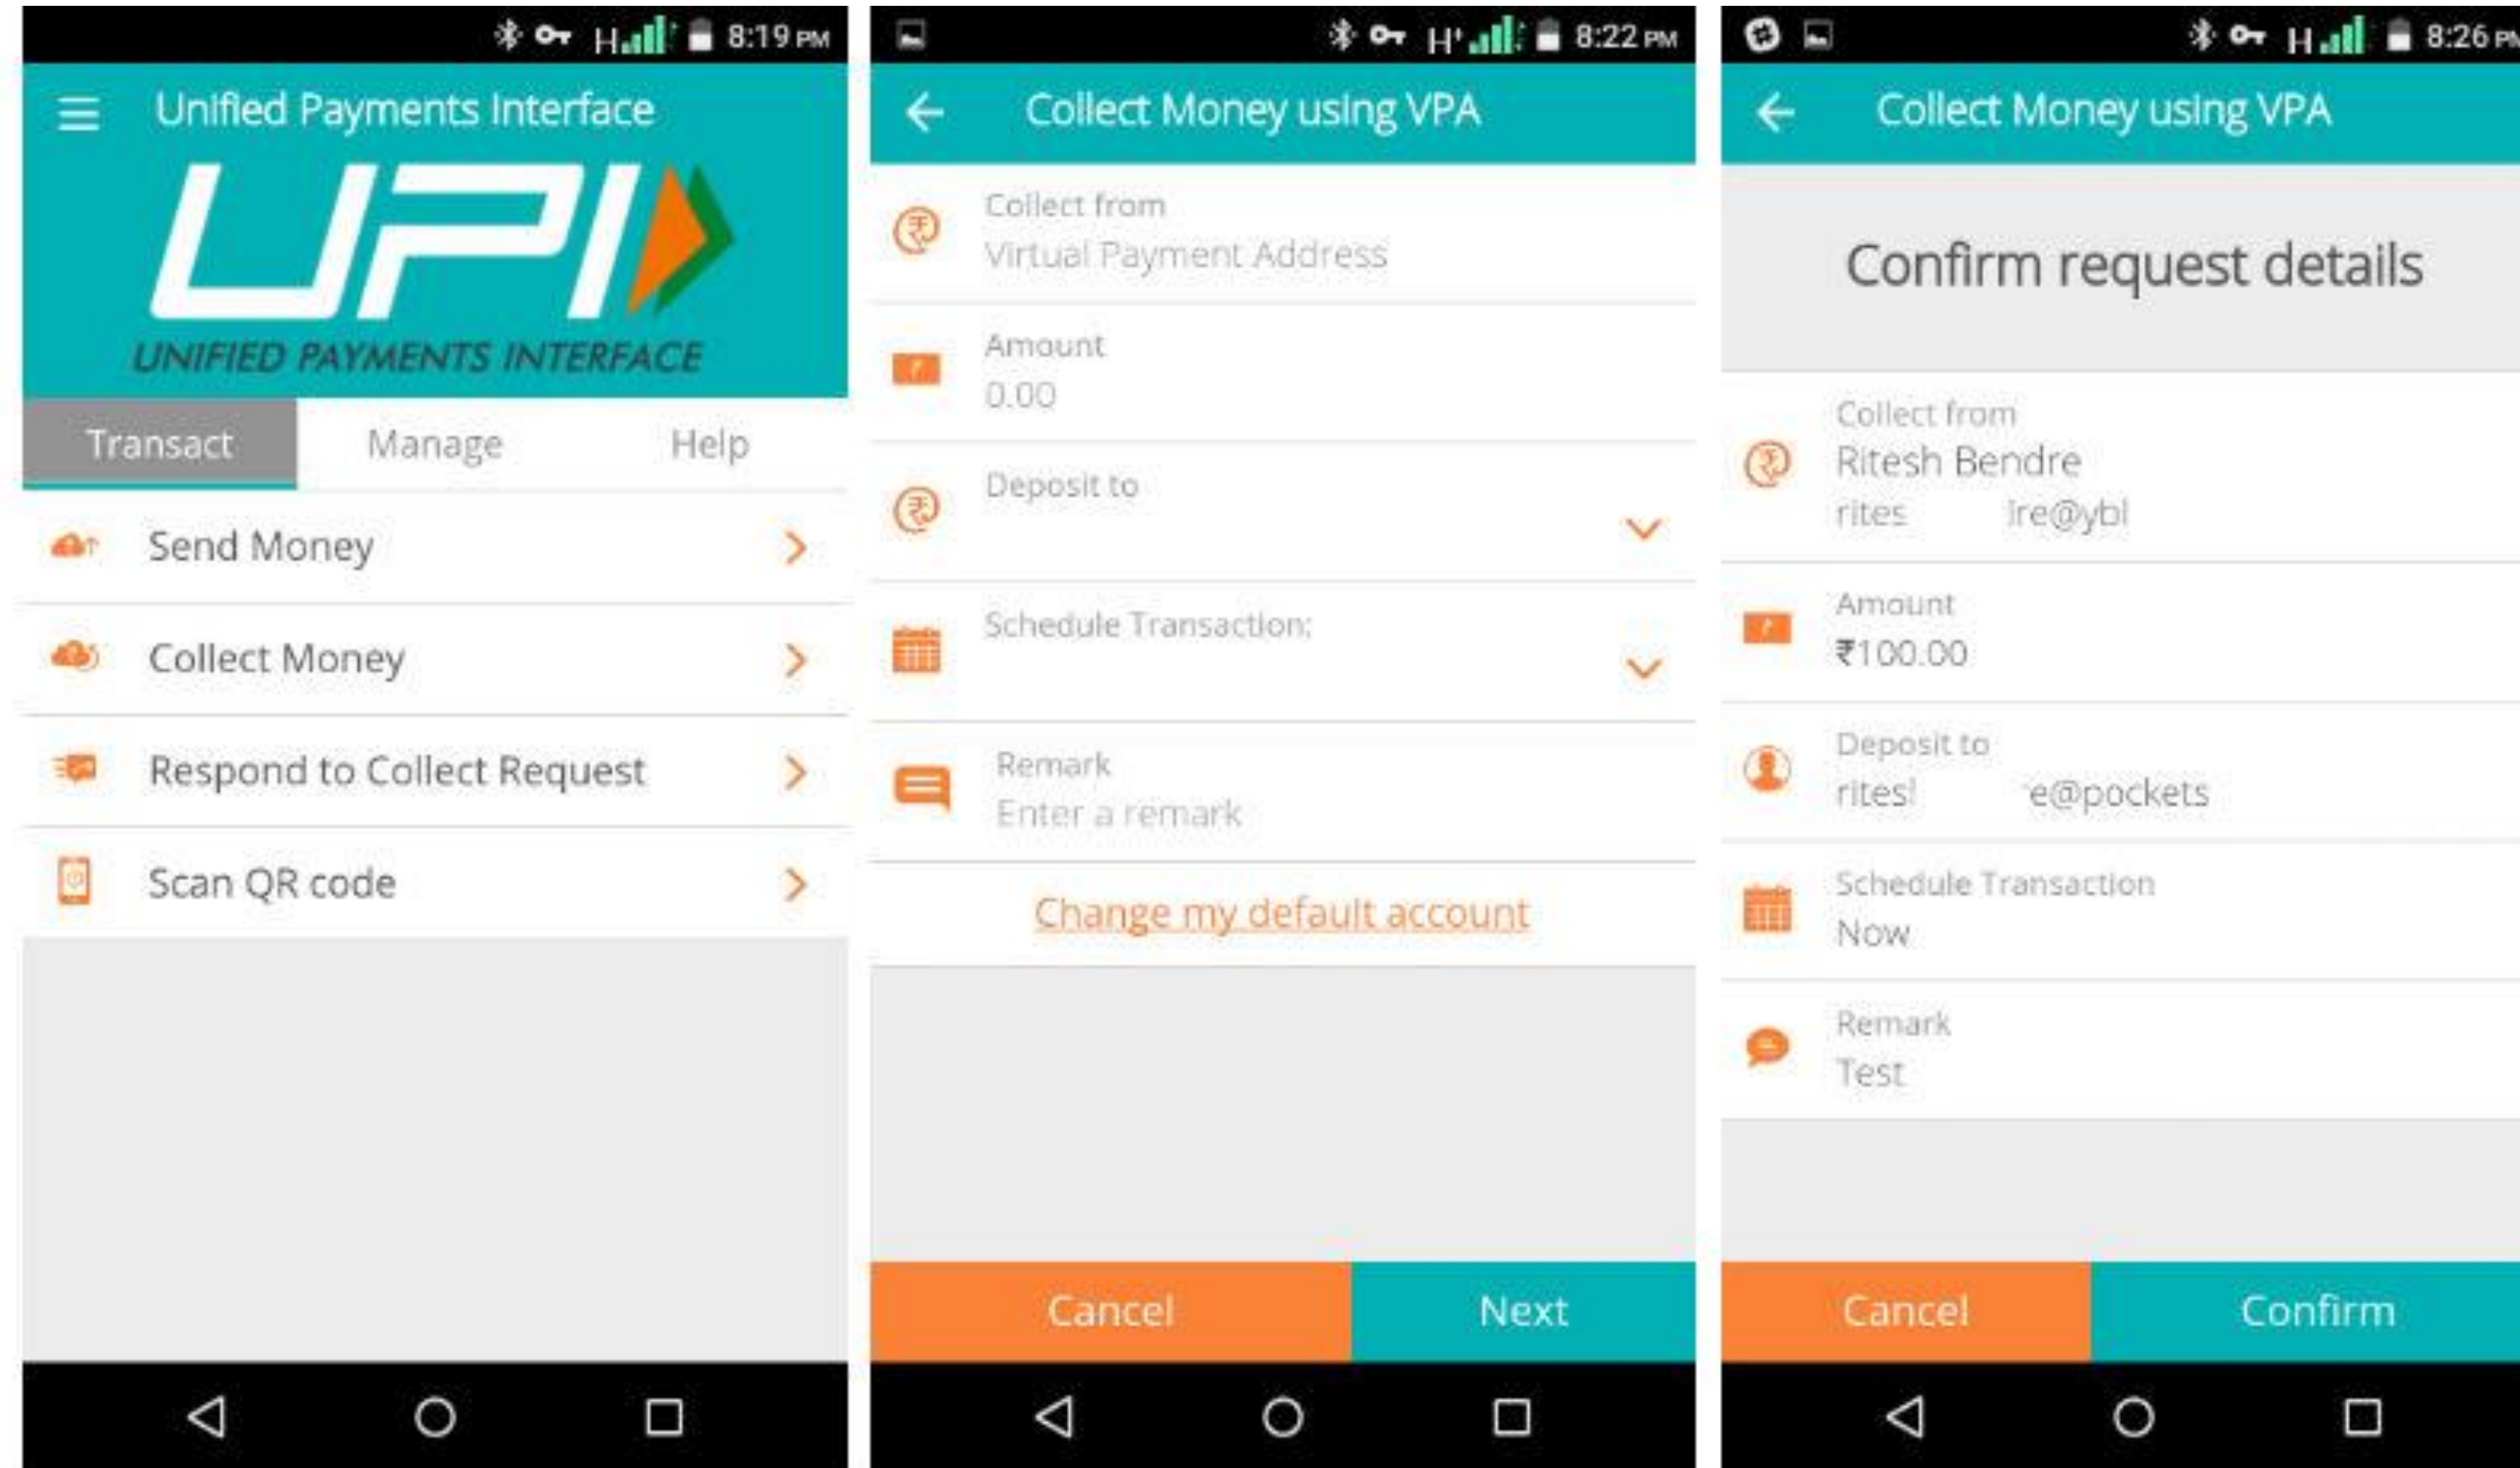 H 8:19 PM
Unified Payments Interface
UPI
UNIFIED PAYMENTS INTERFACE
Transact Manage Help
Send Money
Collect Money
Respond to Collect Request
Scan QR code
H+ 8:22 PM
Collect Money using VPA
Collect from
Virtual Payment Address
Amount
0.00
Deposit to
Schedule Transaction:
Remark
Enter a remark
Change my default account
Cancel Next
H 8:26 PM
Collect Money using VPA
Confirm request details
Collect from
Ritesh Bendre
rites re@ybl
Amount
₹100.00
Deposit to
rites e@pockets
Schedule Transaction
Now
Remark
Test
Cancel Confirm